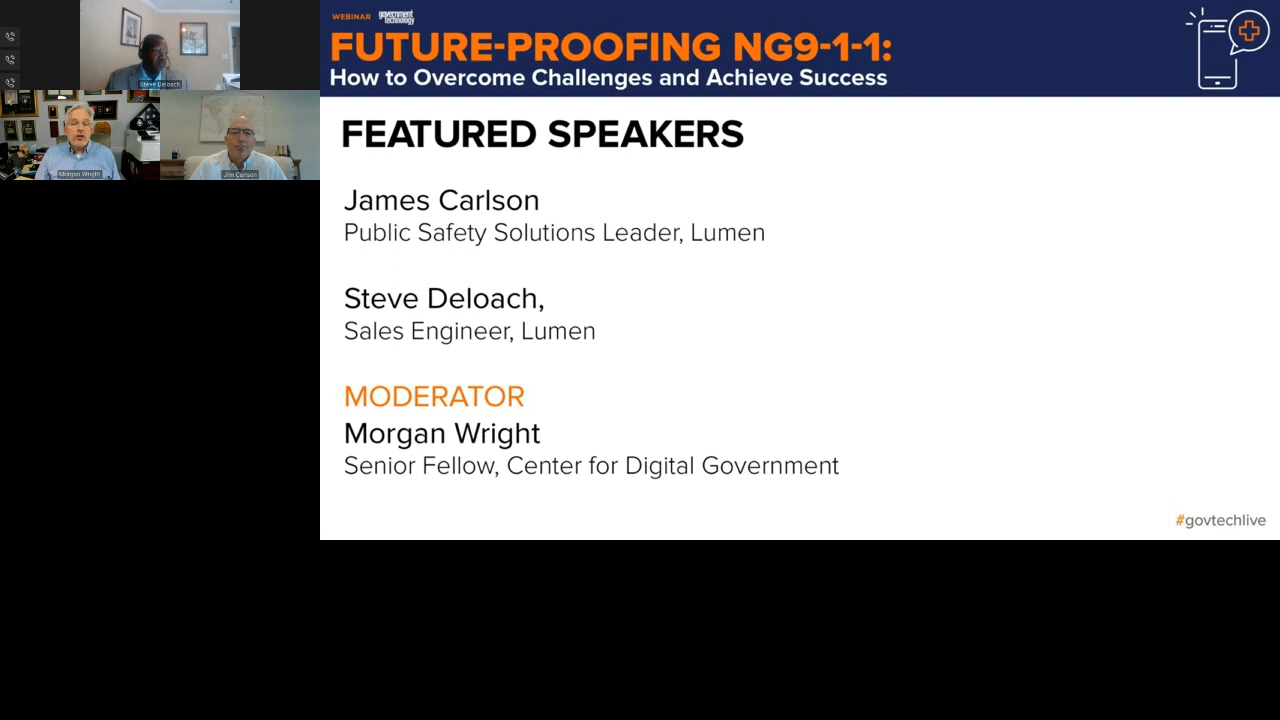 Steve Deloach
Morgan Wright
Jim Carlson
WEBINAR government technology
FUTURE-PROOFING NG9-1-1:
How to Overcome Challenges and Achieve Success
FEATURED SPEAKERS
James Carlson
Public Safety Solutions Leader, Lumen
Steve Deloach,
Sales Engineer, Lumen
MODERATOR
Morgan Wright
Senior Fellow, Center for Digital Government
#govtechlive